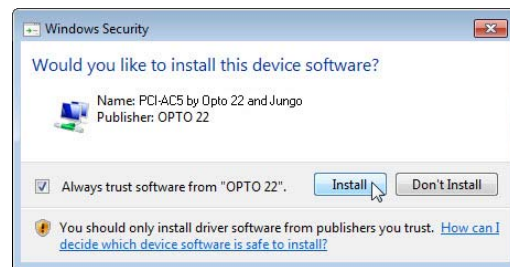 Windows Security
Would you like to install this device software?
Name: PCI-AC5 by Opto 22 and Jungo
Publisher: OPTO 22
Always trust software from "OPTO 22".
Install
Don't Install
You should only install driver software from publishers you trust. How can I
decide which device software is safe to install?